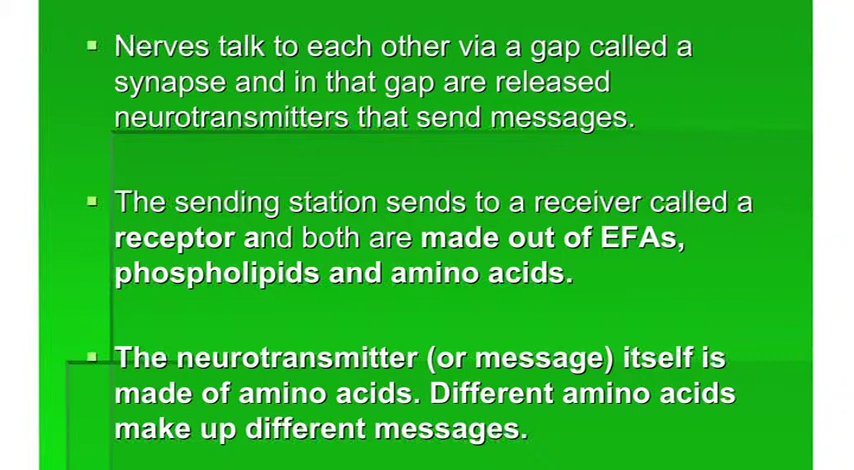 Nerves talk to each other via a gap called a
synapse and in that gap are released
neurotransmitters that send messages.
The sending station sends to a receiver called a
receptor and both are made out of EFAs,
phospholipids and amino acids.
The neurotransmitter (or message) itself is
made of amino acids. Different amino acids
make up different messages.